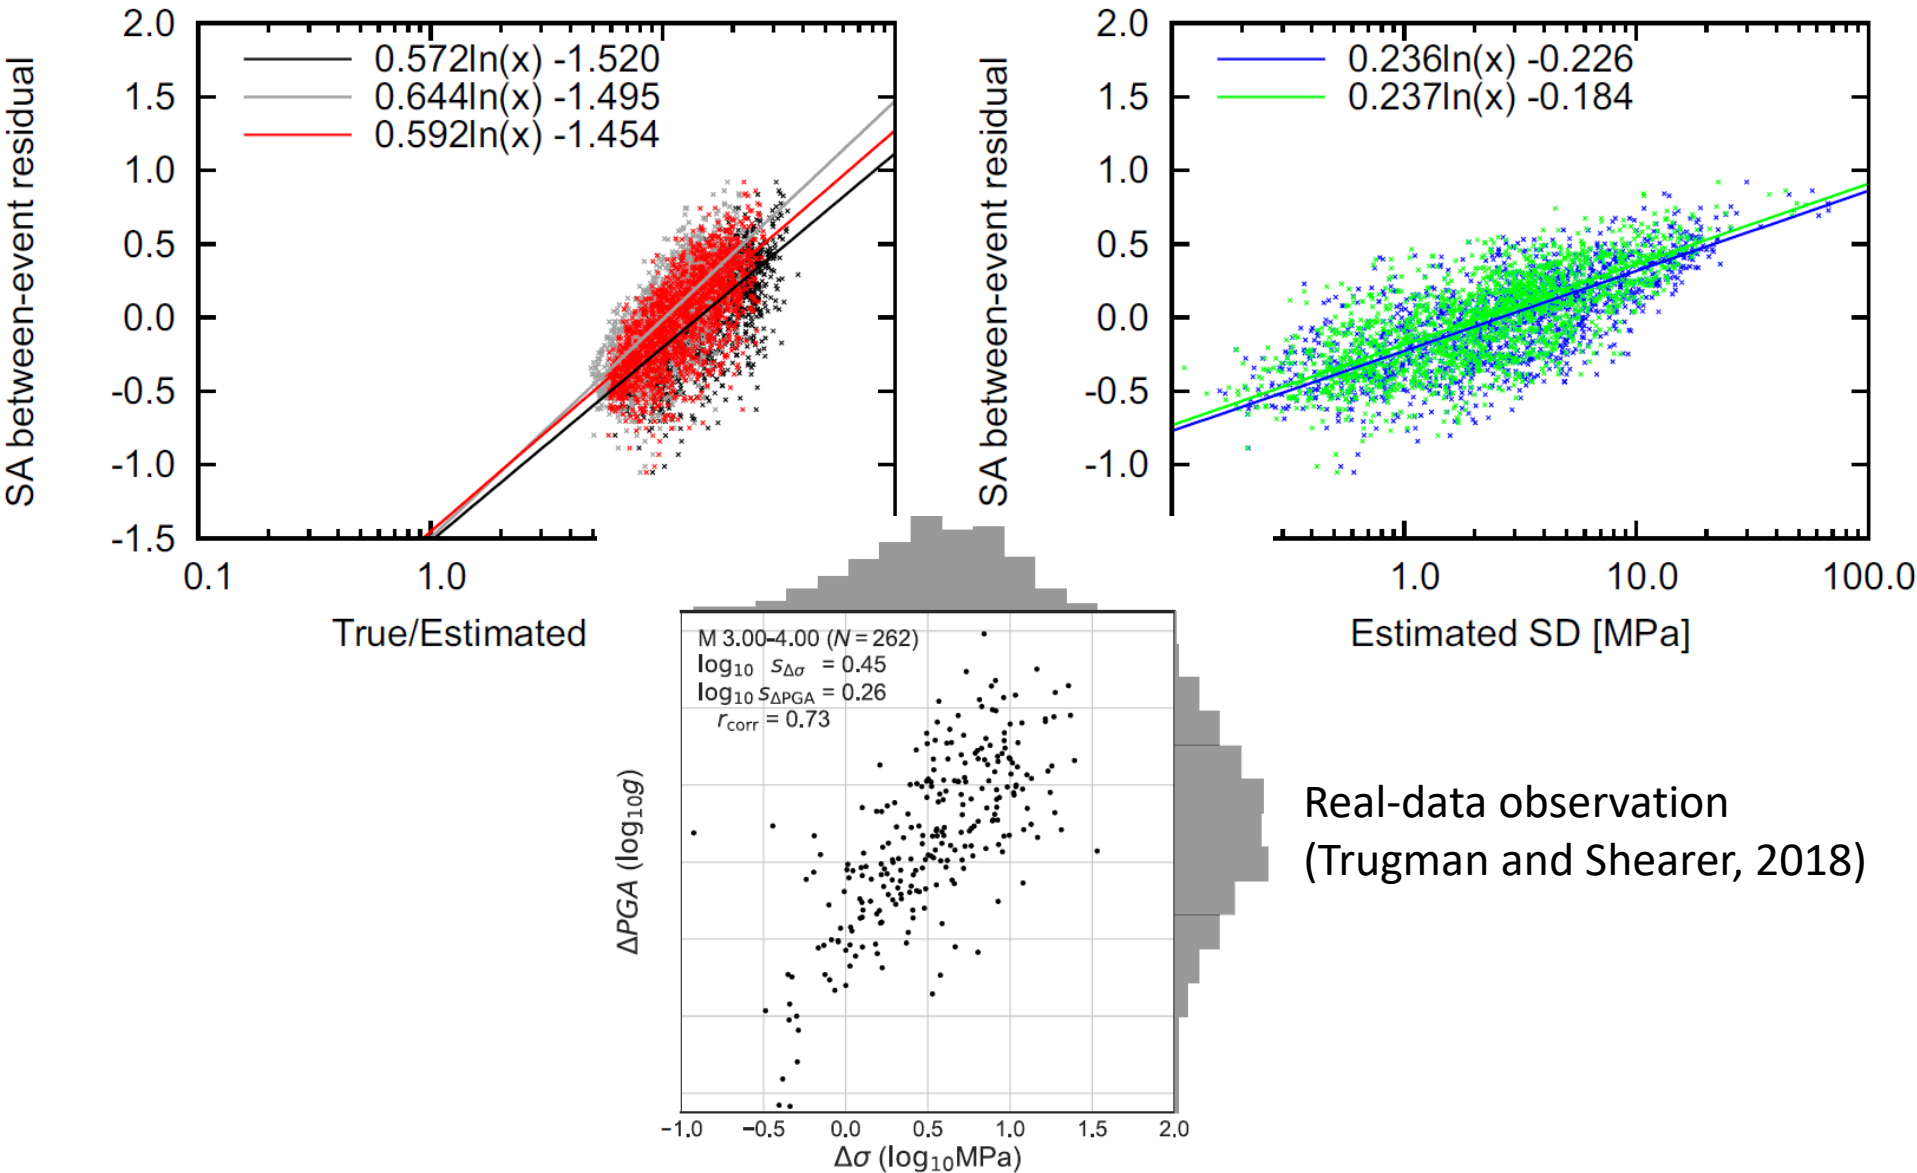 2.0
1.5
1.0
0.5
0.0
-0.5
-1.0
-1.5
SA between-event residual
0.572ln(x) -1.520
0.644ln(x) -1.495
0.592ln(x) -1.454
0.1 1.0
True/Estimated
2.0
1.5
1.0
0.5
0.0
-0.5
-1.0
SA between-event residual
0.236ln(x) -0.226
0.237ln(x) -0.184
1.0 10.0 100.0
Estimated SD [MPa]
M 3.00–4.00 (N = 262)
log₁₀ s_Δσ = 0.45
log₁₀ s_ΔPGA = 0.26
r_corr = 0.73
ΔPGA (log₁₀g)
−1.0 −0.5 0.0 0.5 1.0 1.5 2.0
Δσ (log₁₀MPa)
Real-data observation
(Trugman and Shearer, 2018)